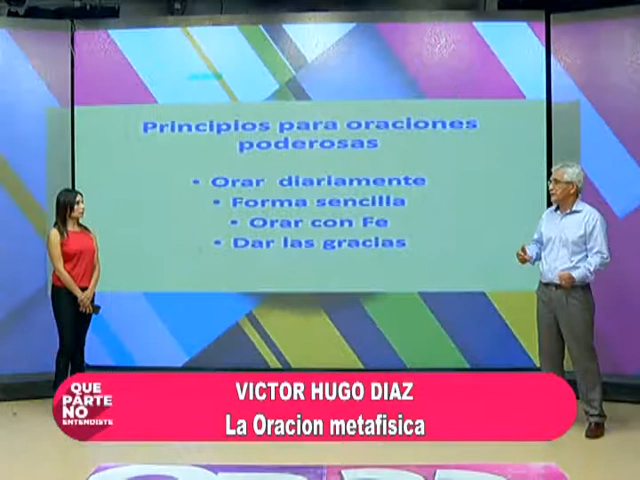 Principios para oraciones
poderosas
• Orar diariamente
• Forma sencilla
• Orar con Fe
• Dar las gracias
QUE
PARTE
NO
ENTENDISTE
VICTOR HUGO DIAZ
La Oracion metafisica